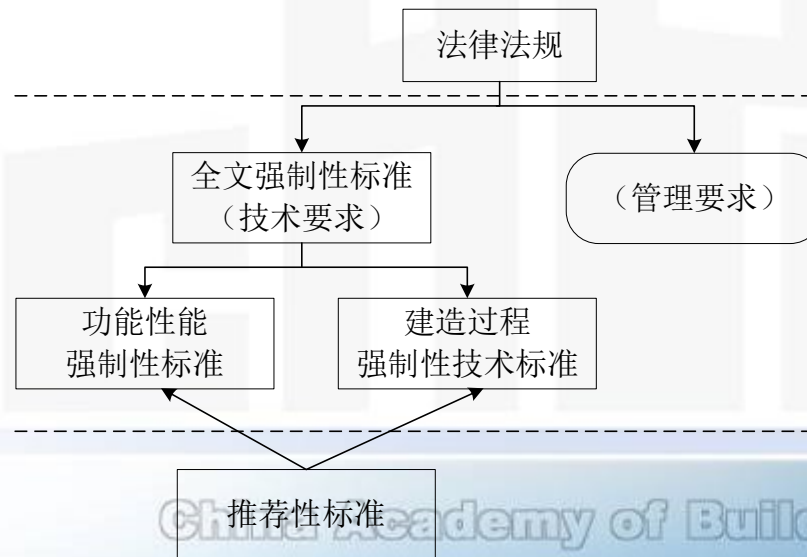 法律法规
全文强制性标准
（技术要求）
（管理要求）
功能性能
强制性标准
建造过程
强制性技术标准
推荐性标准
China Academy of Buil